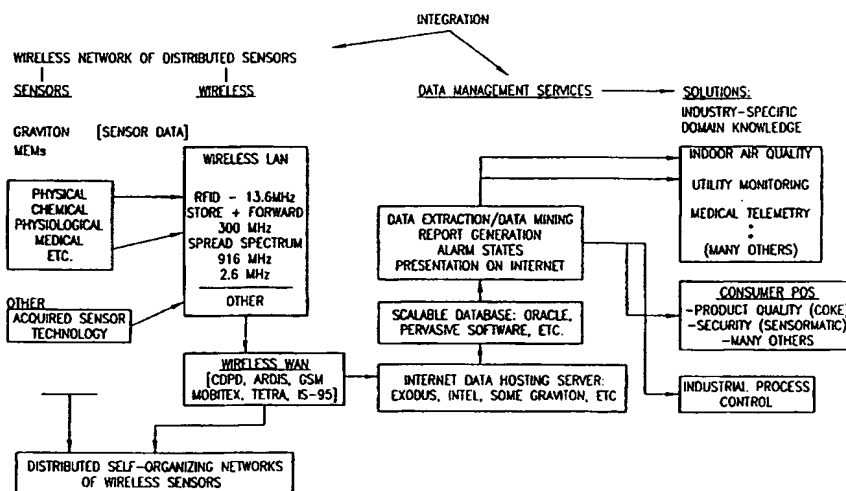 INTEGRATION
WIRELESS NETWORK OF DISTRIBUTED SENSORS
SENSORS
WIRELESS
DATA MANAGEMENT SERVICES
SOLUTIONS:
INDUSTRY-SPECIFIC
DOMAIN KNOWLEDGE
GRAVITON
MEMs
[SENSOR DATA]
PHYSICAL
CHEMICAL
PHYSIOLOGICAL
MEDICAL
ETC.
OTHER
ACQUIRED SENSOR
TECHNOLOGY
WIRELESS LAN
RFID - 13.6MHz
STORE + FORWARD
300 MHz
SPREAD SPECTRUM
916 MHz
2.6 MHz
OTHER
WIRELESS WAN
[CDPD, ARDIS, GSM
MOBITEX, TETRA, IS-95]
DISTRIBUTED SELF-ORGANIZING NETWORKS
OF WIRELESS SENSORS
DATA EXTRACTION/DATA MINING
REPORT GENERATION
ALARM STATES
PRESENTATION ON INTERNET
SCALABLE DATABASE: ORACLE,
PERVASIVE SOFTWARE, ETC.
INTERNET DATA HOSTING SERVER:
EXODUS, INTEL, SOME GRAVITON, ETC
INDOOR AIR QUALITY
UTILITY MONITORING
MEDICAL TELEMETRY
(MANY OTHERS)
CONSUMER POS
-PRODUCT QUALITY (COKE)
-SECURITY (SENSORMATIC)
-MANY OTHERS
INDUSTRIAL PROCESS
CONTROL